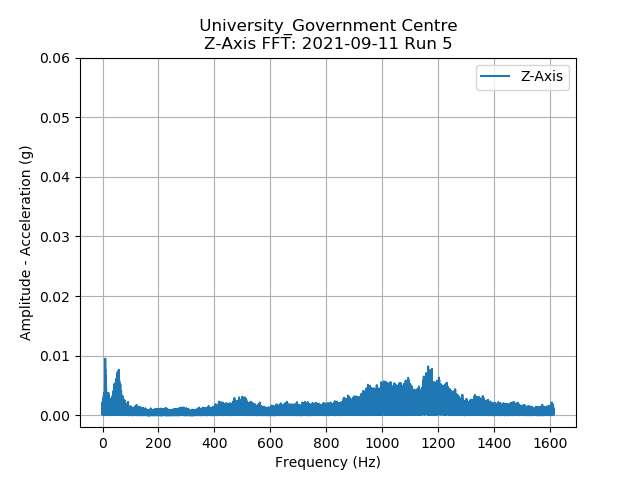 University_Government Centre
Z-Axis FFT: 2021-09-11 Run 5
Z-Axis
0.06
0.05
0.04
0.03
0.02
0.01
0.00
Amplitude - Acceleration (g)
0 200 400 600 800 1000 1200 1400 1600
Frequency (Hz)